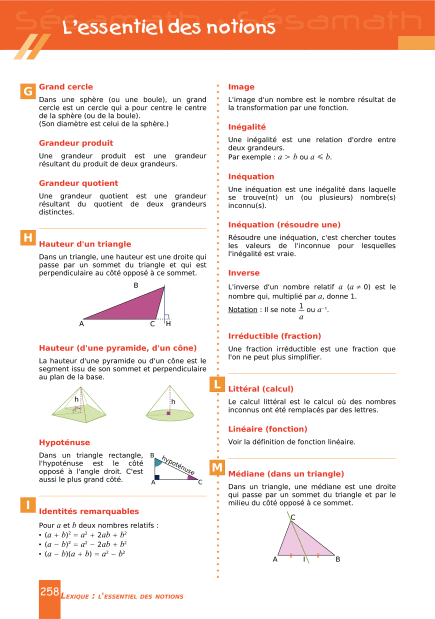 Sésamath Sésamath
L'essentiel des notions
G
Grand cercle
Dans une sphère (ou une boule), un grand
cercle est un cercle qui a pour centre le centre
de la sphère (ou de la boule).
(Son diamètre est celui de la sphère.)
Grandeur produit
Une grandeur produit est une grandeur
résultant du produit de deux grandeurs.
Grandeur quotient
Une grandeur quotient est une grandeur
résultant du quotient de deux grandeurs
distinctes.
H
Hauteur d'un triangle
Dans un triangle, une hauteur est une droite qui
passe par un sommet du triangle et qui est
perpendiculaire au côté opposé à ce sommet.
B
A C H
Hauteur (d'une pyramide, d'un cône)
La hauteur d'une pyramide ou d'un cône est le
segment issu de son sommet et perpendiculaire
au plan de la base.
h h
Hypoténuse
Dans un triangle rectangle,
l'hypoténuse est le côté
opposé à l'angle droit. C'est
aussi le plus grand côté.
B
hypoténuse
A C
I
Identités remarquables
Pour a et b deux nombres relatifs :
• (a + b)² = a² + 2ab + b²
• (a − b)² = a² − 2ab + b²
• (a − b)(a + b) = a² − b²
Image
L'image d'un nombre est le nombre résultat de
la transformation par une fonction.
Inégalité
Une inégalité est une relation d'ordre entre
deux grandeurs.
Par exemple : a > b ou a ⩽ b.
Inéquation
Une inéquation est une inégalité dans laquelle
se trouve(nt) un (ou plusieurs) nombre(s)
inconnu(s).
Inéquation (résoudre une)
Résoudre une inéquation, c'est chercher toutes
les valeurs de l'inconnue pour lesquelles
l'inégalité est vraie.
Inverse
L'inverse d'un nombre relatif a (a ≠ 0) est le
nombre qui, multiplié par a, donne 1.
Notation : Il se note 1/a ou a⁻¹.
Irréductible (fraction)
Une fraction irréductible est une fraction que
l'on ne peut plus simplifier.
L
Littéral (calcul)
Le calcul littéral est le calcul où des nombres
inconnus ont été remplacés par des lettres.
Linéaire (fonction)
Voir la définition de fonction linéaire.
M
Médiane (dans un triangle)
Dans un triangle, une médiane est une droite
qui passe par un sommet du triangle et par le
milieu du côté opposé à ce sommet.
C
A I B
258 LEXIQUE : L'ESSENTIEL DES NOTIONS